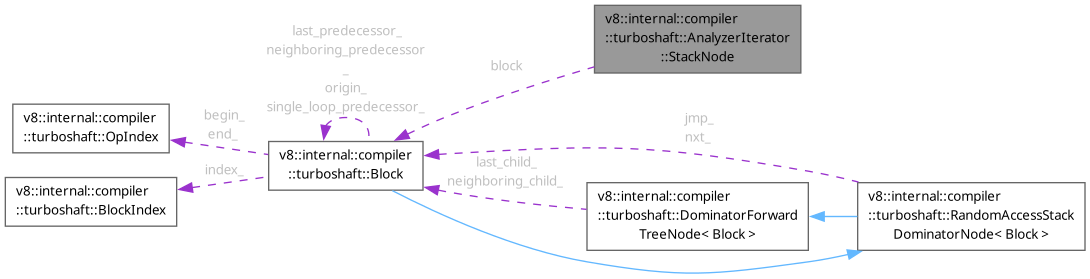 v8::internal::compiler
::turboshaft::AnalyzerIterator
::StackNode
last_predecessor_
neighboring_predecessor
_
origin_
single_loop_predecessor_
block
v8::internal::compiler
::turboshaft::OpIndex
begin_
end_
jmp_
nxt_
v8::internal::compiler
::turboshaft::Block
index_
last_child_
neighboring_child_
v8::internal::compiler
::turboshaft::BlockIndex
v8::internal::compiler
::turboshaft::DominatorForward
TreeNode< Block >
v8::internal::compiler
::turboshaft::RandomAccessStack
DominatorNode< Block >